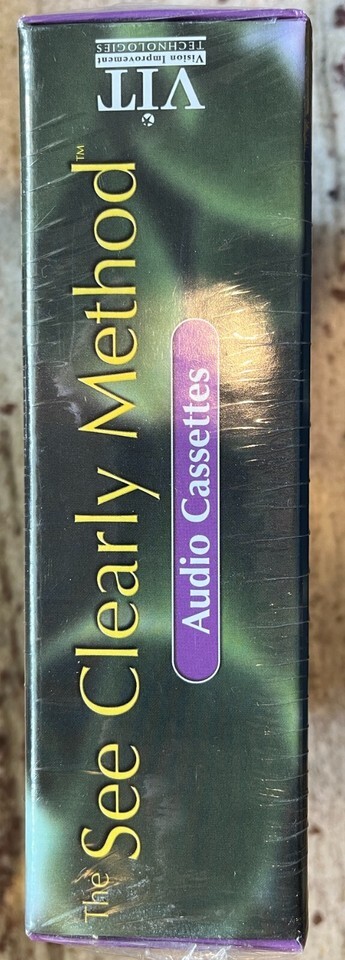 The See Clearly Method™
Audio Cassettes
VIT
Vision Improvement
TECHNOLOGIES